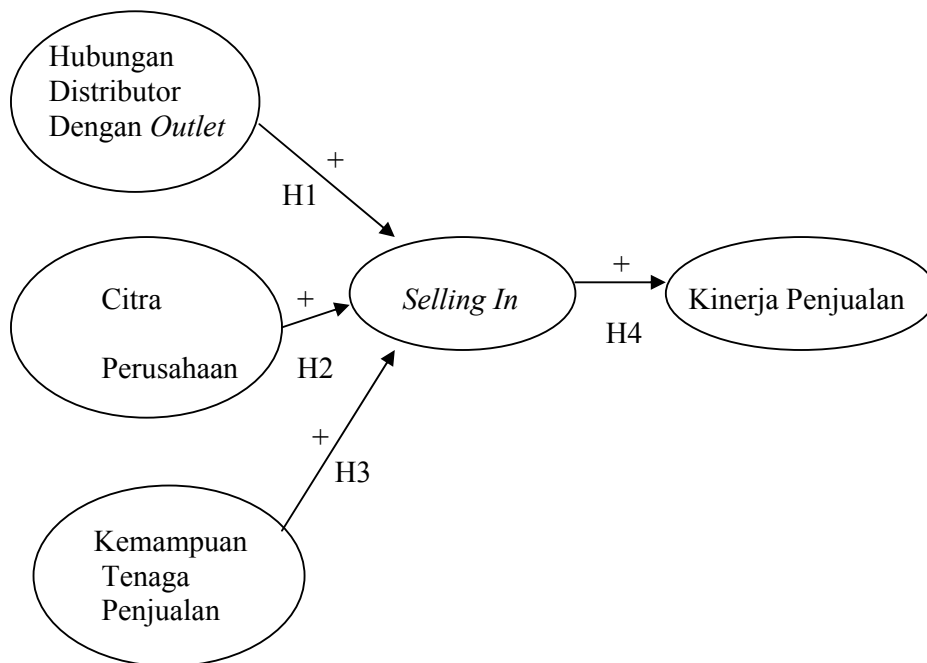 Hubungan
Distributor
Dengan Outlet
+
H1
Citra
Perusahaan
+
H2
Selling In
+
H4
Kinerja Penjualan
+
H3
Kemampuan
Tenaga
Penjualan